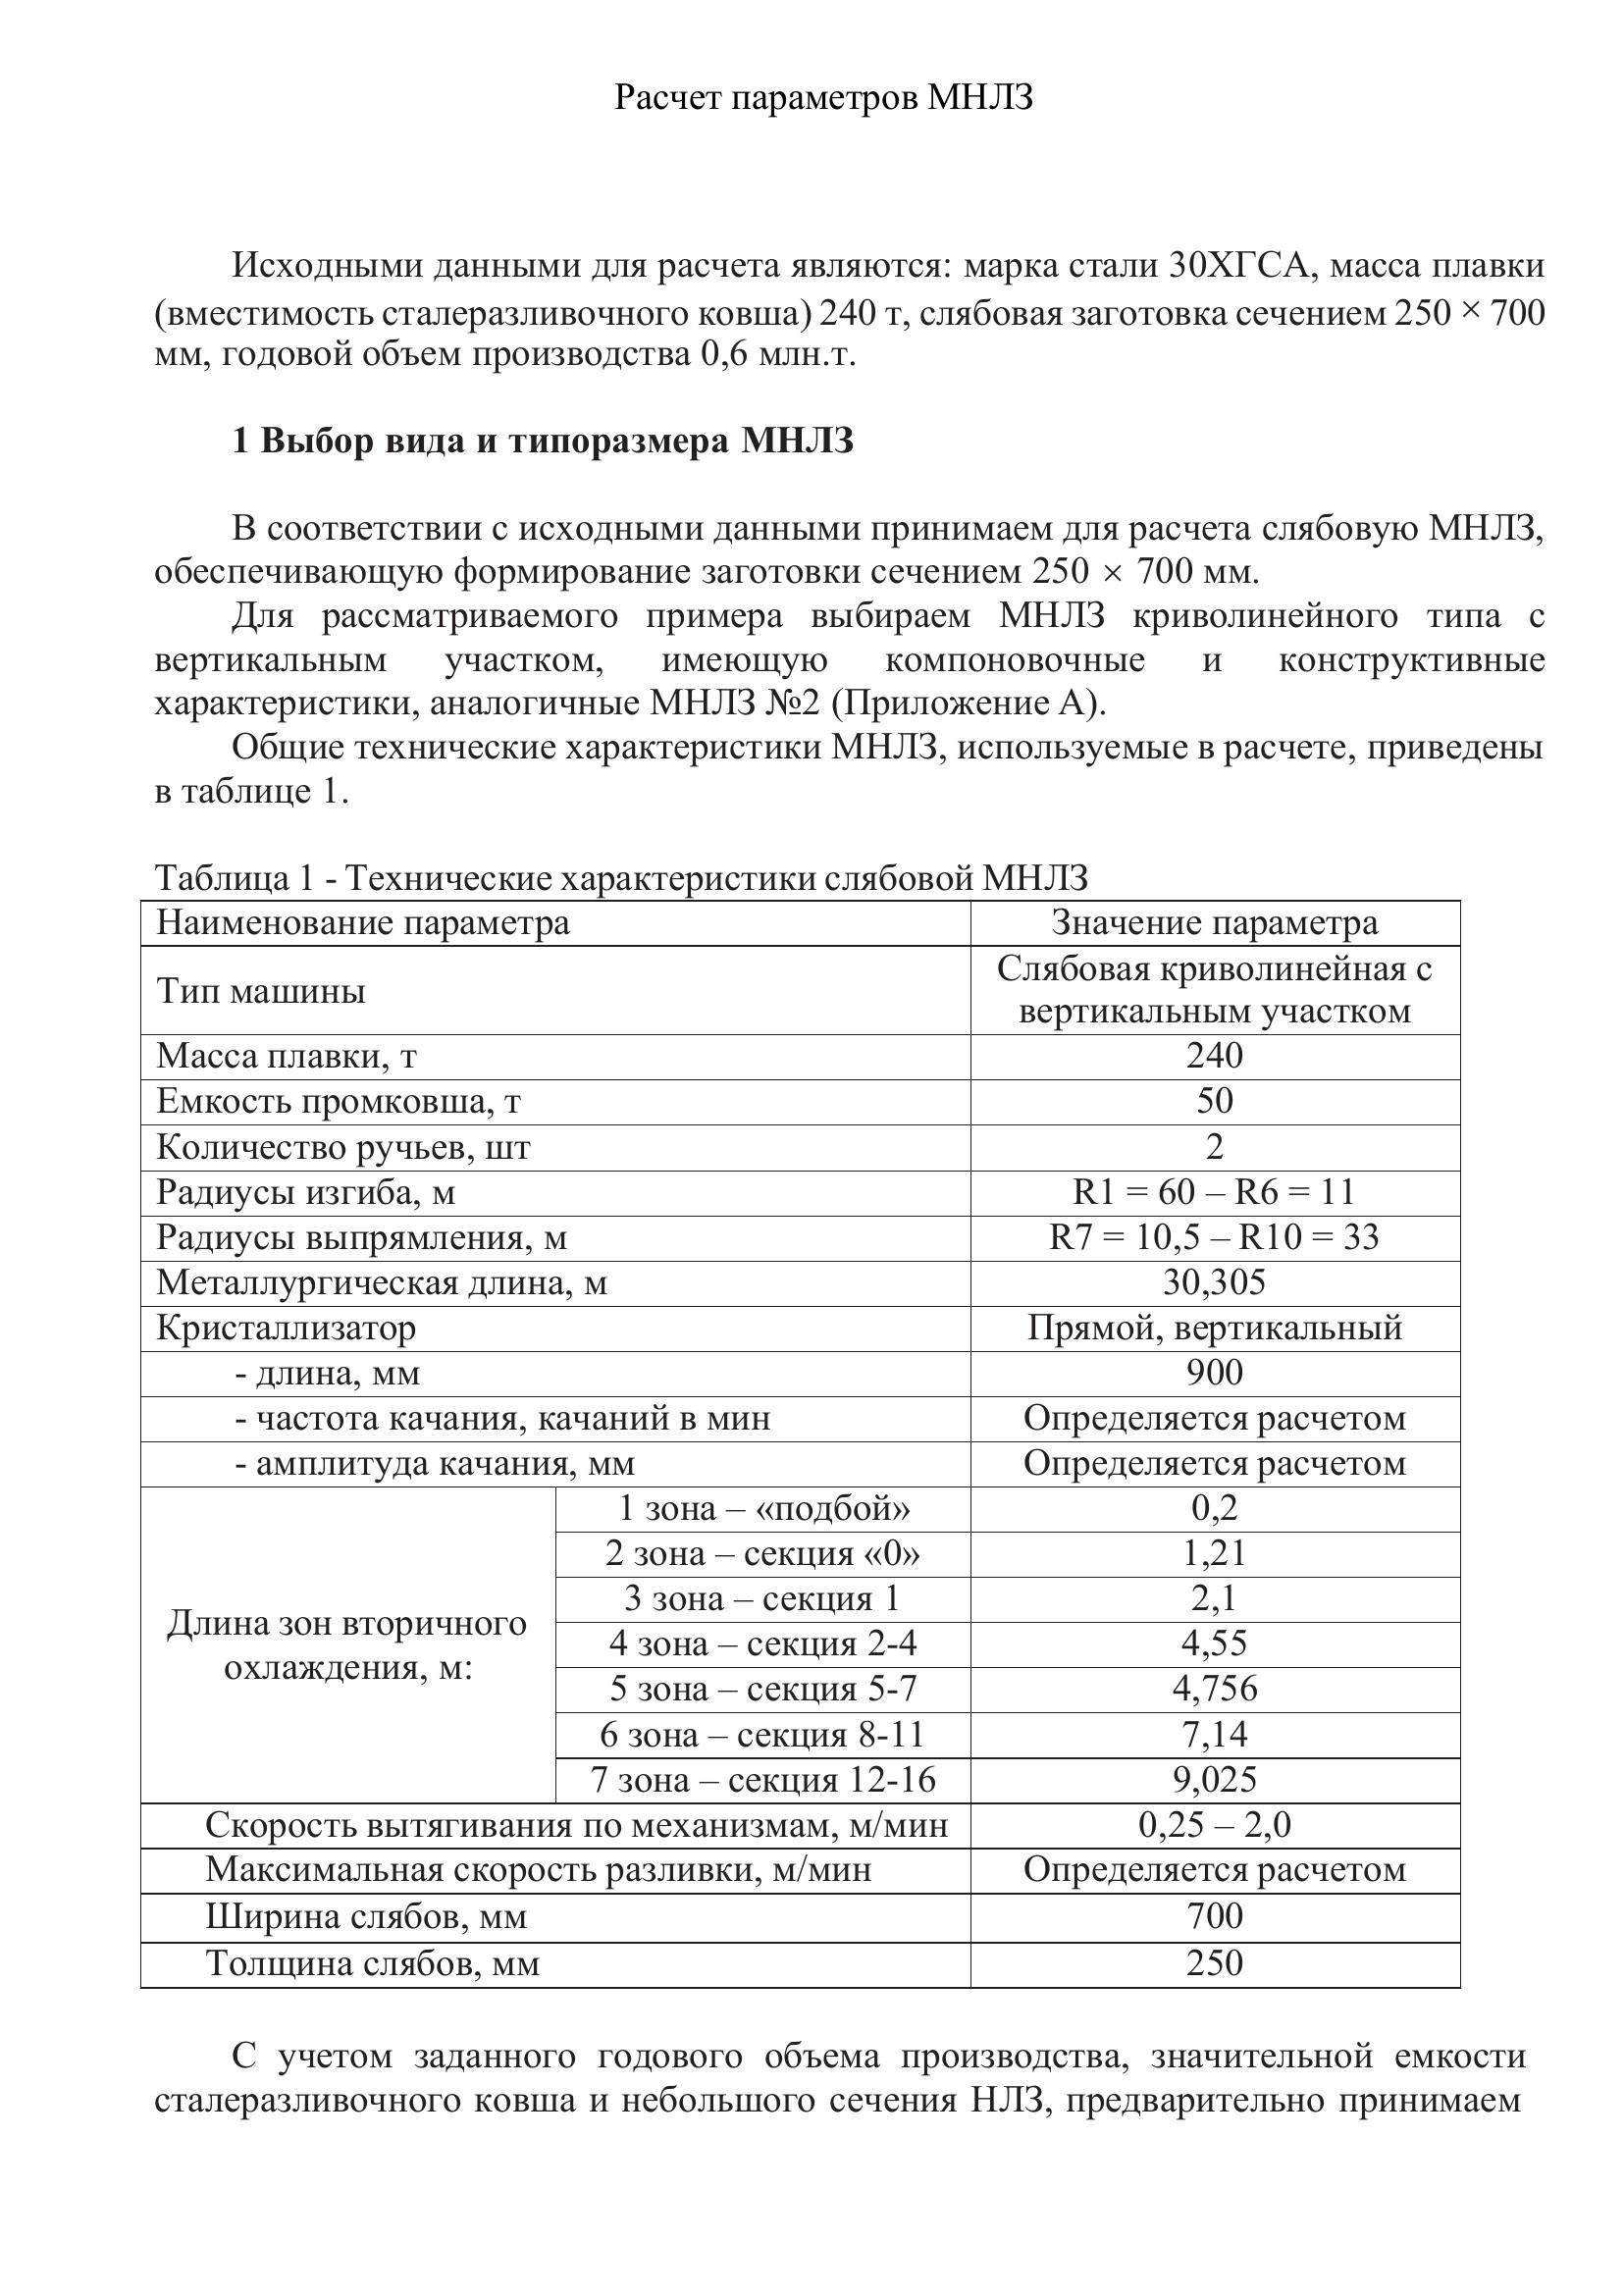 Расчет параметров МНЛЗ
Исходными данными для расчета являются: марка стали 30ХГСА, масса плавки
(вместимость сталеразливочного ковша) 240 т, слябовая заготовка сечением 250 × 700
мм, годовой объем производства 0,6 млн.т.
1 Выбор вида и типоразмера МНЛЗ
В соответствии с исходными данными принимаем для расчета слябовую МНЛЗ,
обеспечивающую формирование заготовки сечением 250 × 700 мм.
Для рассматриваемого примера выбираем МНЛЗ криволинейного типа с
вертикальным участком, имеющую компоновочные и конструктивные
характеристики, аналогичные МНЛЗ №2 (Приложение А).
Общие технические характеристики МНЛЗ, используемые в расчете, приведены
в таблице 1.
Таблица 1 - Технические характеристики слябовой МНЛЗ
Наименование параметра Значение параметра
Тип машины Слябовая криволинейная с
вертикальным участком
Масса плавки, т 240
Емкость промковша, т 50
Количество ручьев, шт 2
Радиусы изгиба, м R1 = 60 – R6 = 11
Радиусы выпрямления, м R7 = 10,5 – R10 = 33
Металлургическая длина, м 30,305
Кристаллизатор Прямой, вертикальный
- длина, мм 900
- частота качания, качаний в мин Определяется расчетом
- амплитуда качания, мм Определяется расчетом
Длина зон вторичного
охлаждения, м:
1 зона – «подбой» 0,2
2 зона – секция «0» 1,21
3 зона – секция 1 2,1
4 зона – секция 2-4 4,55
5 зона – секция 5-7 4,756
6 зона – секция 8-11 7,14
7 зона – секция 12-16 9,025
Скорость вытягивания по механизмам, м/мин 0,25 – 2,0
Максимальная скорость разливки, м/мин Определяется расчетом
Ширина слябов, мм 700
Толщина слябов, мм 250
С учетом заданного годового объема производства, значительной емкости
сталеразливочного ковша и небольшого сечения НЛЗ, предварительно принимаем